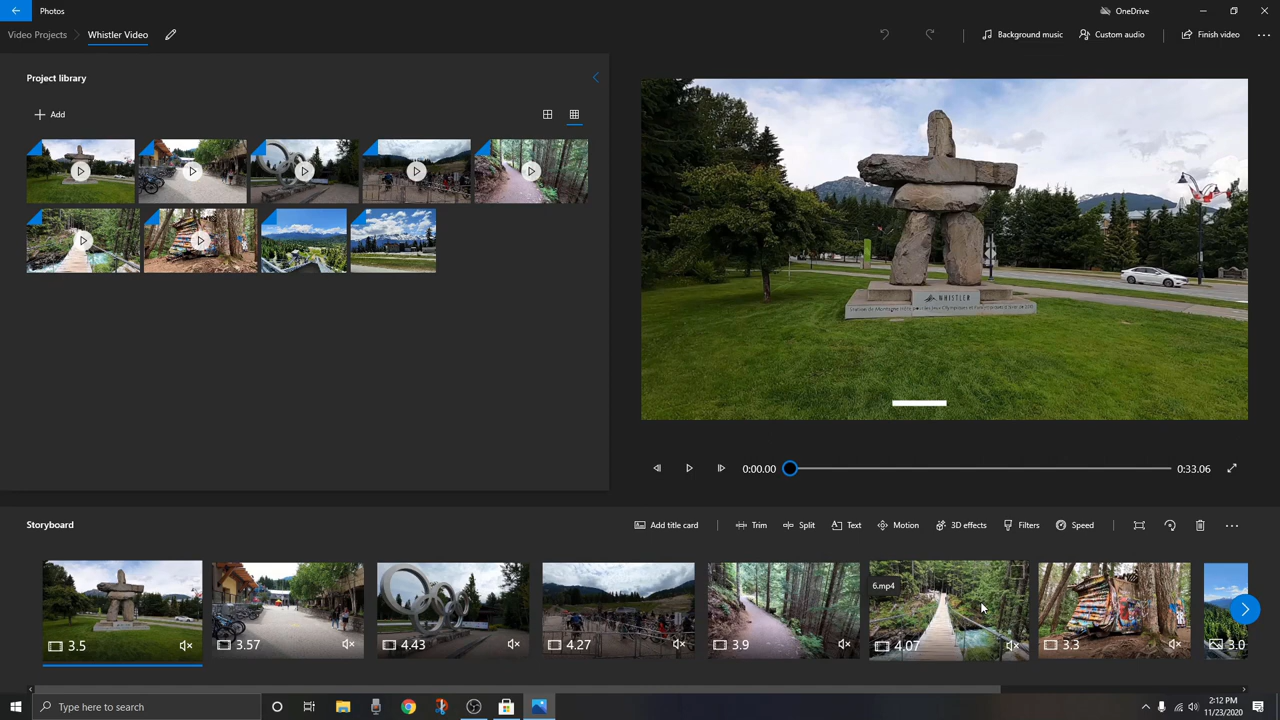 Photos
OneDrive
Video Projects
Whistler Video
Background music
Custom audio
Finish video
Project library
Add
WHISTLER
0:00.00
0:33.06
Storyboard
Add title card
Trim
Split
Text
Motion
3D effects
Filters
Speed
6.mp4
3.5
3.57
4.43
4.27
3.9
4.07
3.3
3.0
Type here to search
2:12 PM
11/23/2020